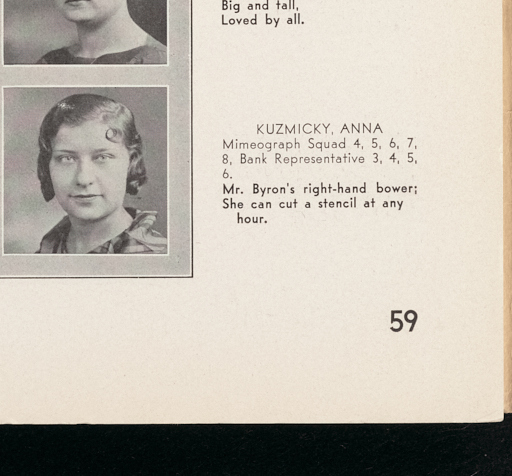 Big and tall,
Loved by all.
KUZMICKY, ANNA
Mimeograph Squad 4, 5, 6, 7,
8, Bank Representative 3, 4, 5,
6.
Mr. Byron's right-hand bower;
She can cut a stencil at any
hour.
59